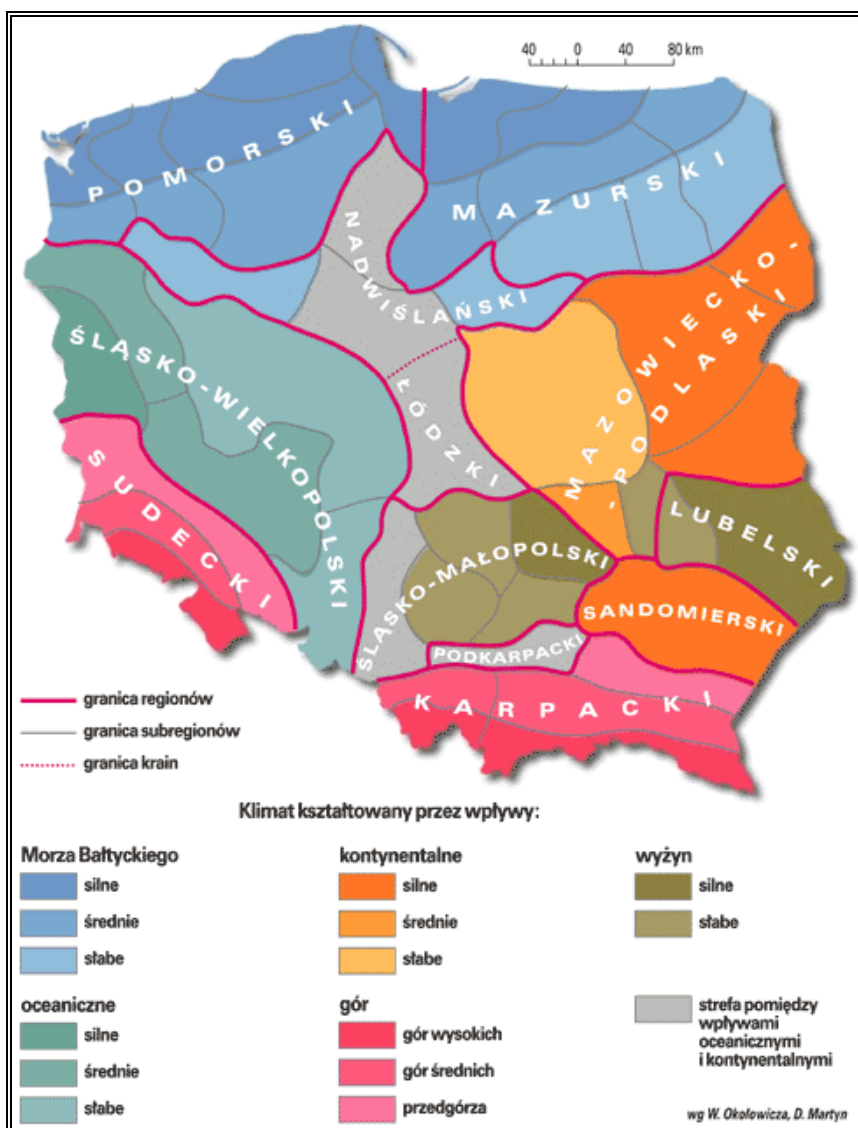 40 0 40 80 km
POMORSKI
MAZURSKI
NADWIŚLAŃSKI
MAZOWIECKO-
-PODLASKI
ŚLĄSKO-WIELKOPOLSKI
ŁÓDZKI
SUDECKI
LUBELSKI
ŚLĄSKO-MAŁOPOLSKI
SANDOMIERSKI
PODKARPACKI
KARPACKI
granica regionów
granica subregionów
granica krain
Klimat kształtowany przez wpływy:
Morza Bałtyckiego
silne
średnie
słabe
kontynentalne
silne
średnie
słabe
wyżyn
silne
słabe
oceaniczne
silne
średnie
słabe
gór
gór wysokich
gór średnich
przedgórza
strefa pomiędzy
wpływami
oceanicznymi
i kontynentalnymi
wg W. Okołowicza, D. Martyn